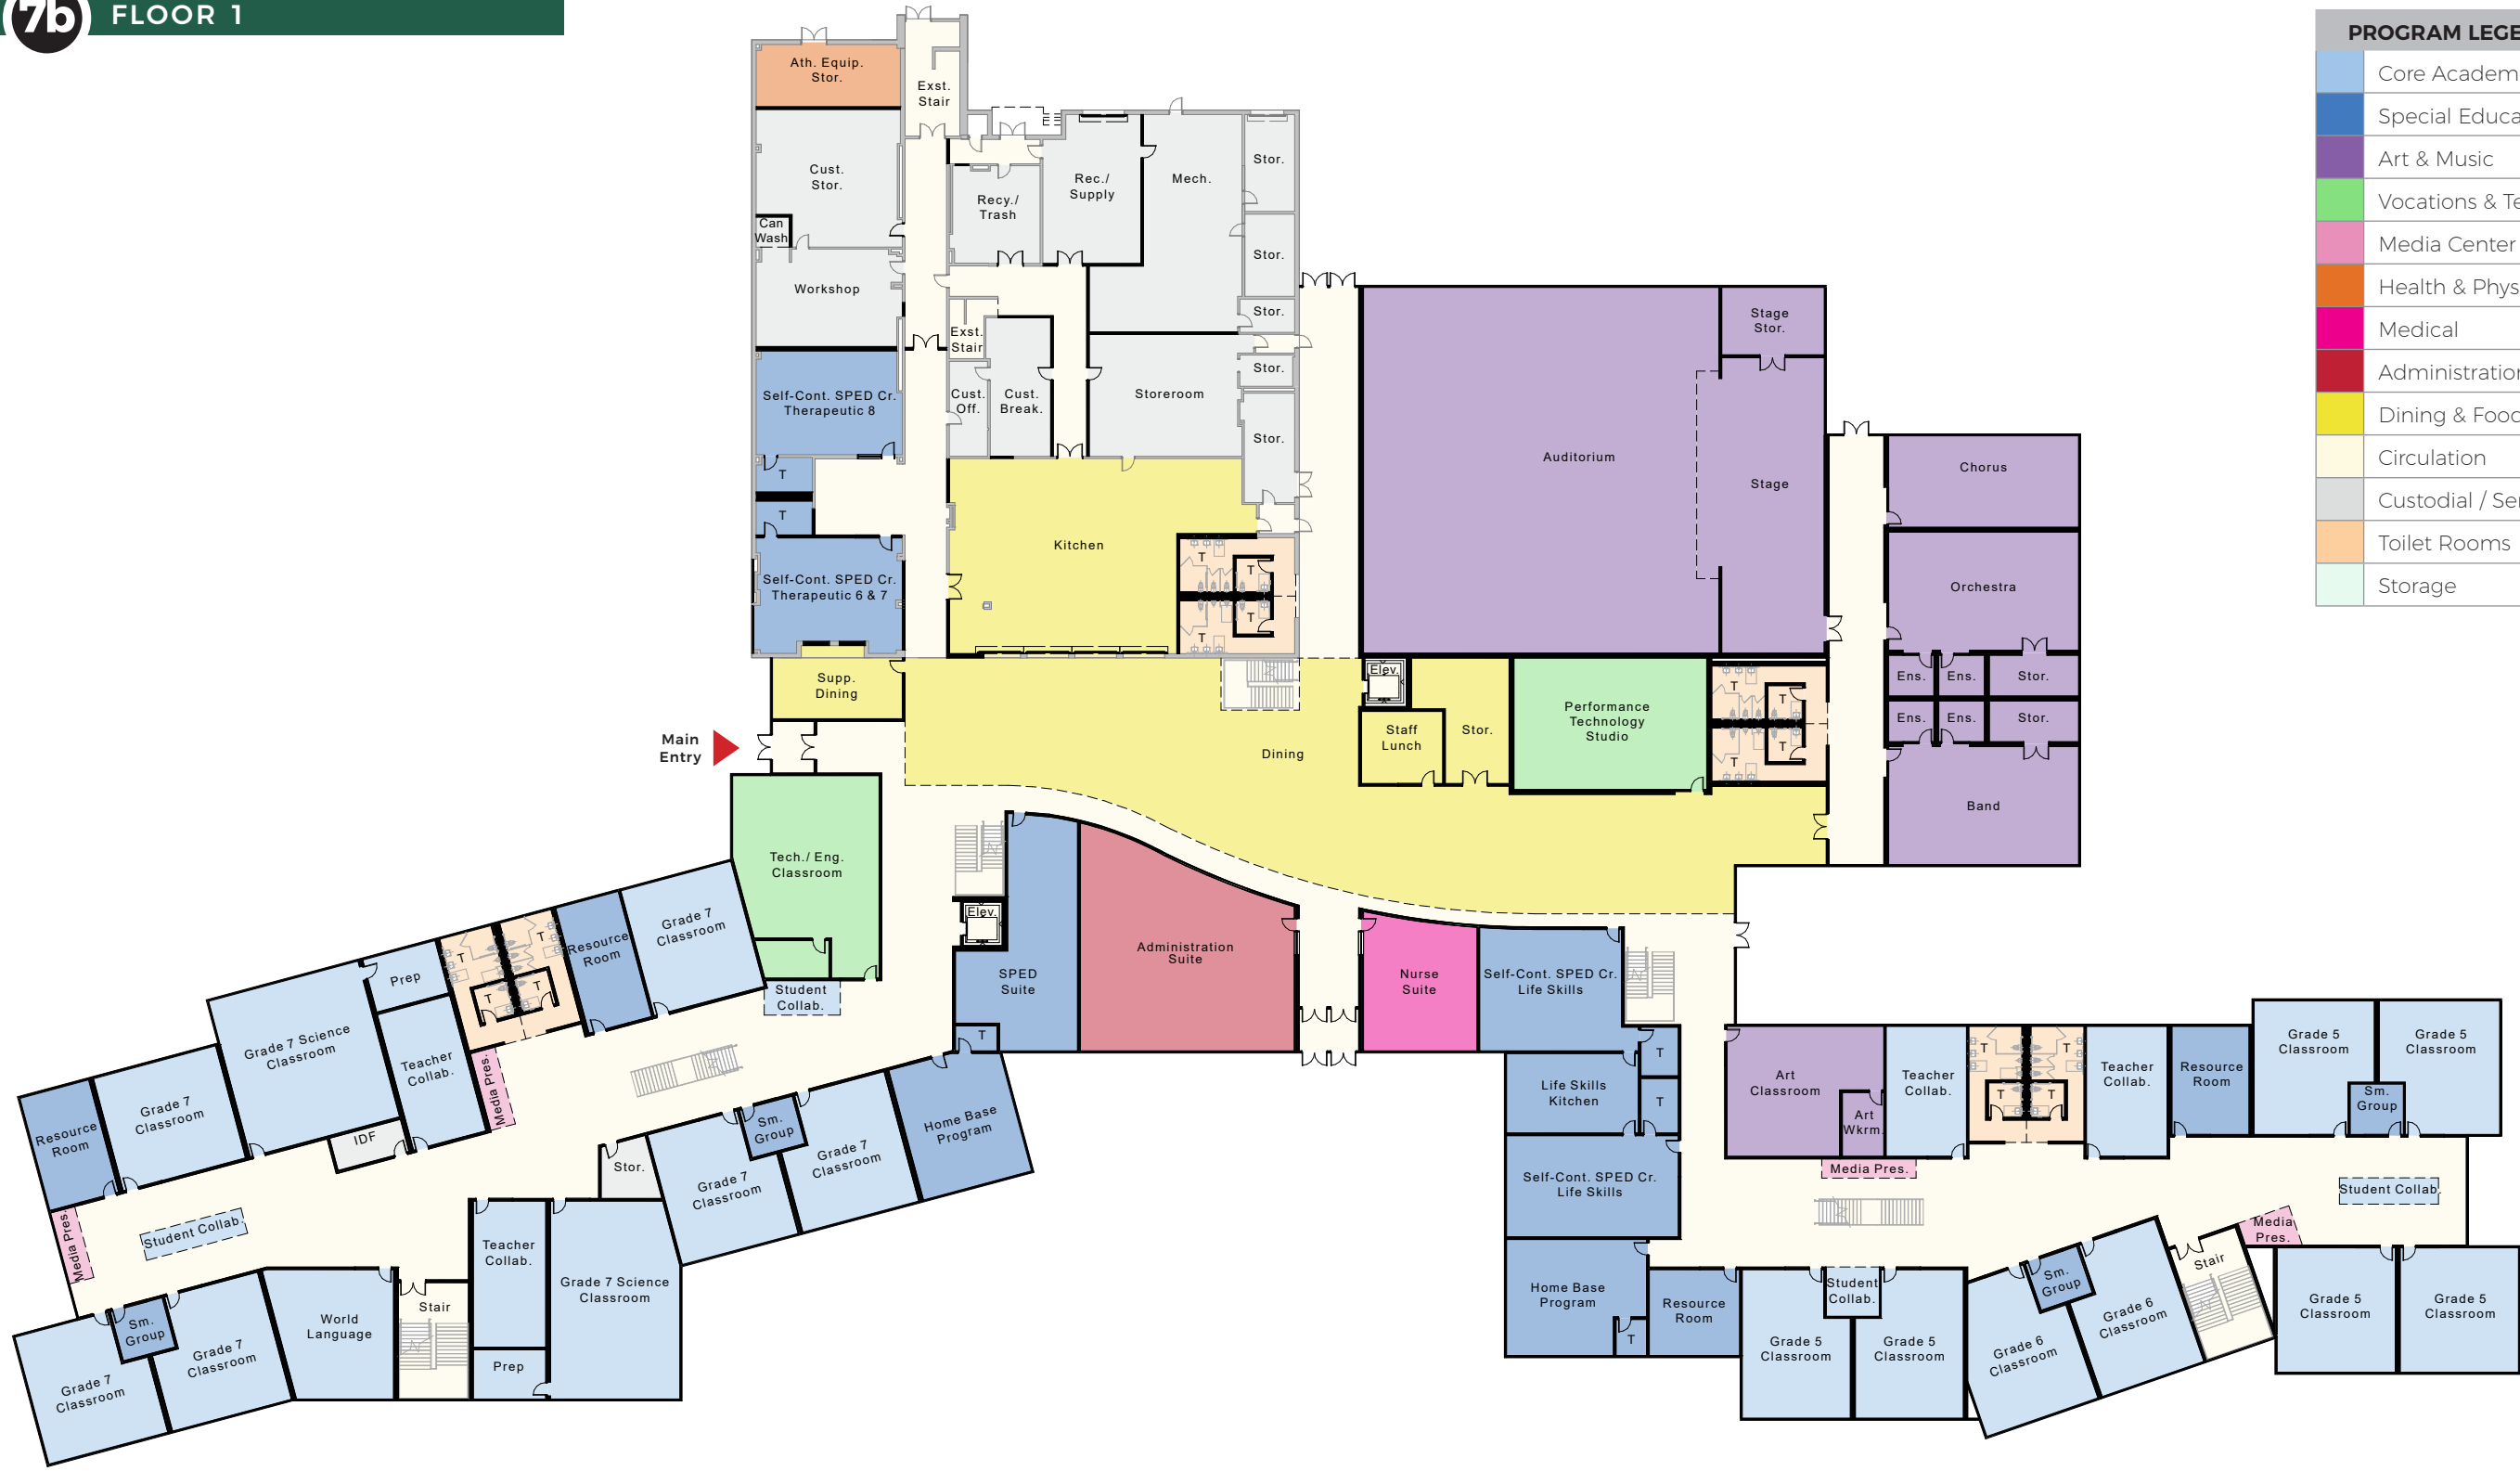 7b FLOOR 1
PROGRAM LEGE
Core Academ
Special Educa
Art & Music
Vocations & Te
Media Center
Health & Phys
Medical
Administration
Dining & Food
Circulation
Custodial / Ser
Toilet Rooms
Storage
Ath. Equip.
Stor.
Exst.
Stair
Cust.
Stor.
Can
Wash
Workshop
Recy./
Trash
Rec./
Supply
Mech.
Stor.
Stor.
Stor.
Exst.
Stair
Cust.
Off.
Cust.
Break.
Storeroom
Stor.
Stor.
Self-Cont. SPED Cr.
Therapeutic 8
T
T
Self-Cont. SPED Cr.
Therapeutic 6 & 7
Kitchen
T
T
T
T
Auditorium
Stage
Stor.
Stage
Chorus
Orchestra
Ens.
Ens.
Stor.
Ens.
Ens.
Stor.
Band
Supp.
Dining
Main
Entry
Dining
Elev.
Staff
Lunch
Stor.
Performance
Technology
Studio
T
T
T
T
Tech./ Eng.
Classroom
Elev.
SPED
Suite
T
Administration
Suite
Nurse
Suite
Self-Cont. SPED Cr.
Life Skills
T
T
Life Skills
Kitchen
Self-Cont. SPED Cr.
Life Skills
Home Base
Program
T
Resource
Room
Grade 7
Classroom
Resource
Room
T
T
T
T
Prep
Grade 7 Science
Classroom
Teacher
Collab.
Media Pres.
Student
Collab.
Grade 7
Classroom
Resource
Room
IDF
Media Pres.
Student Collab.
Stor.
Grade 7
Classroom
Sm.
Group
Grade 7
Classroom
Home Base
Program
Teacher
Collab.
Grade 7 Science
Classroom
Prep
Stair
World
Language
Grade 7
Classroom
Sm.
Group
Grade 7
Classroom
Art
Classroom
Art
Wkrm.
Teacher
Collab.
T
T
T
T
Teacher
Collab.
Resource
Room
Grade 5
Classroom
Sm.
Group
Grade 5
Classroom
Media Pres.
Student Collab.
Media
Pres.
Stair
Student
Collab.
Grade 5
Classroom
Grade 5
Classroom
Grade 6
Classroom
Sm.
Group
Grade 6
Classroom
Grade 5
Classroom
Grade 5
Classroom